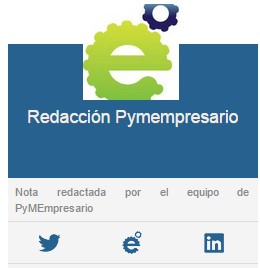 Redacción Pymempresario
Nota redactada por el equipo de
PyMEmpresario